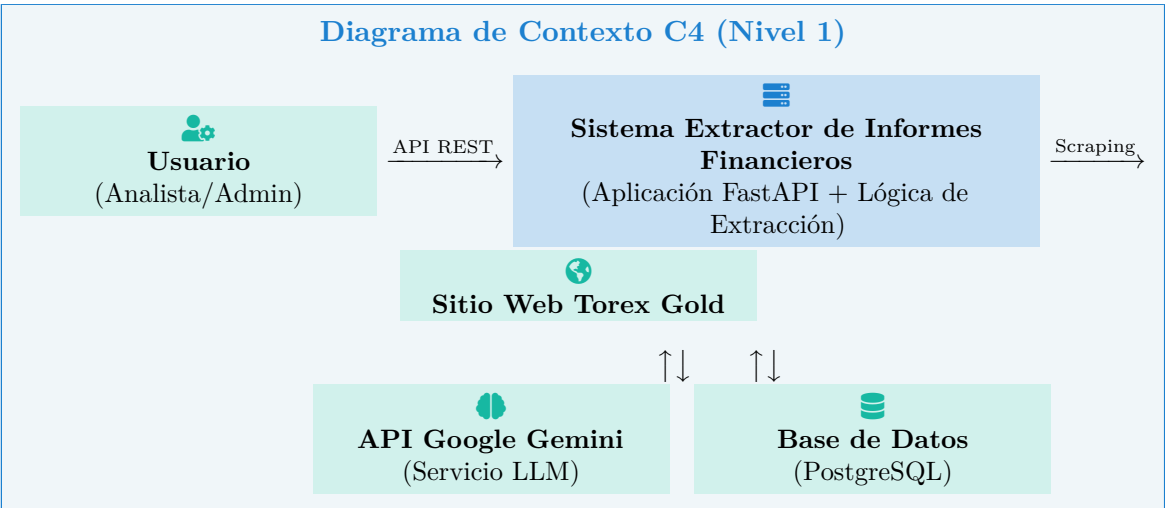 Diagrama de Contexto C4 (Nivel 1)
Usuario
(Analista/Admin)
API REST
Sistema Extractor de Informes
Financieros
(Aplicación FastAPI + Lógica de
Extracción)
Scraping
Sitio Web Torex Gold
API Google Gemini
(Servicio LLM)
Base de Datos
(PostgreSQL)